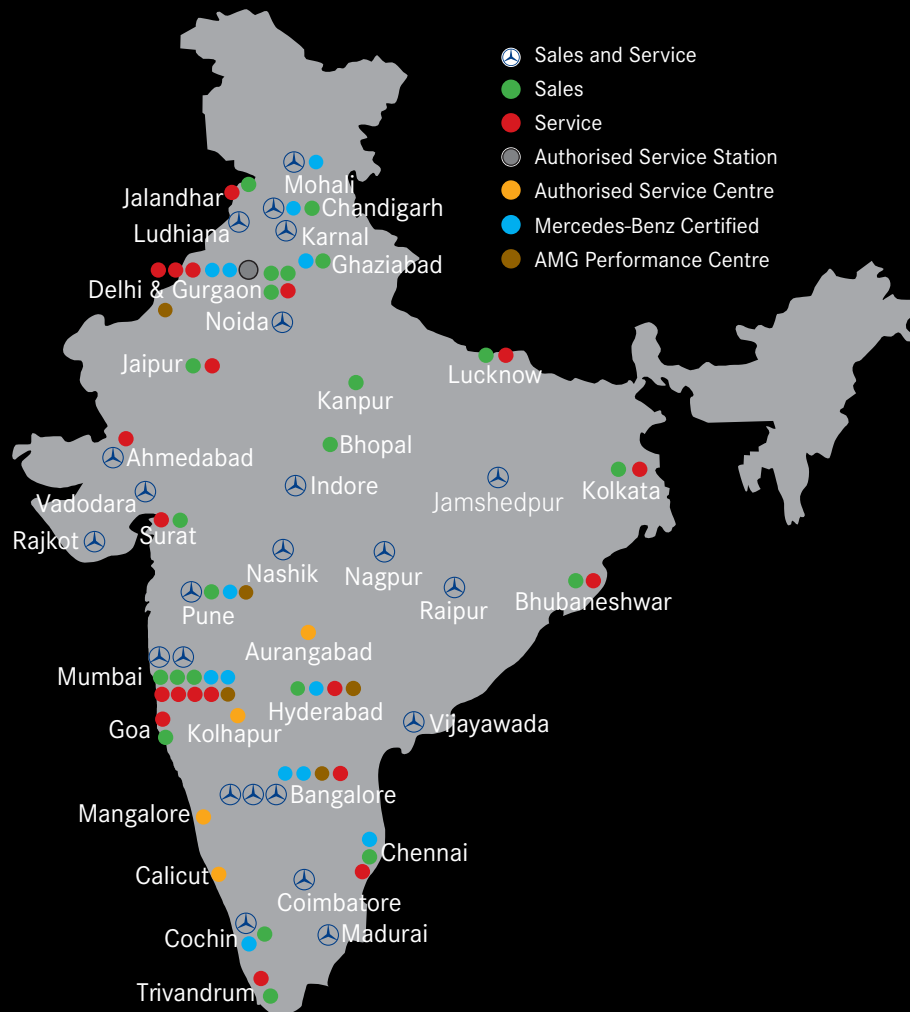 Sales and Service
Sales
Service
Authorised Service Station
Authorised Service Centre
Mercedes-Benz Certified
AMG Performance Centre
Mohali
Jalandhar
Chandigarh
Ludhiana
Karnal
Ghaziabad
Delhi & Gurgaon
Noida
Jaipur
Lucknow
Kanpur
Bhopal
Ahmedabad
Indore
Jamshedpur
Kolkata
Vadodara
Surat
Rajkot
Nashik
Nagpur
Raipur
Bhubaneshwar
Pune
Aurangabad
Mumbai
Hyderabad
Vijayawada
Goa
Kolhapur
Bangalore
Mangalore
Chennai
Calicut
Coimbatore
Cochin
Madurai
Trivandrum